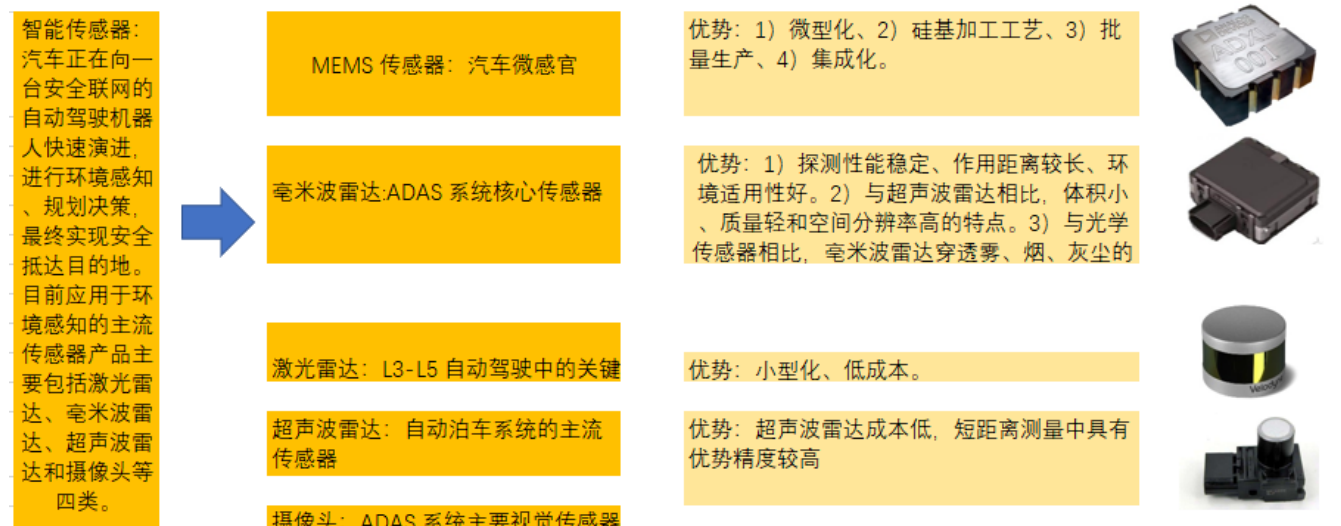 智能传感器：
汽车正在向一
台安全联网的
自动驾驶机器
人快速演进，
进行环境感知
、规划决策，
最终实现安全
抵达目的地。
目前应用于环
境感知的主流
传感器产品主
要包括激光雷
达、毫米波雷
达、超声波雷
达和摄像头等
四类。
MEMS 传感器：汽车微感官
优势：1）微型化、2）硅基加工工艺、3）批
量生产、4）集成化。
ADXL
001
毫米波雷达:ADAS 系统核心传感器
优势：1）探测性能稳定、作用距离较长、环
境适用性好。2）与超声波雷达相比，体积小
、质量轻和空间分辨率高的特点。3）与光学
传感器相比，毫米波雷达穿透雾、烟、灰尘的
激光雷达：L3-L5 自动驾驶中的关键
优势：小型化、低成本。
Velodyne
超声波雷达：自动泊车系统的主流
传感器
优势：超声波雷达成本低，短距离测量中具有
优势精度较高
摄像头：ADAS 系统主要视觉传感器